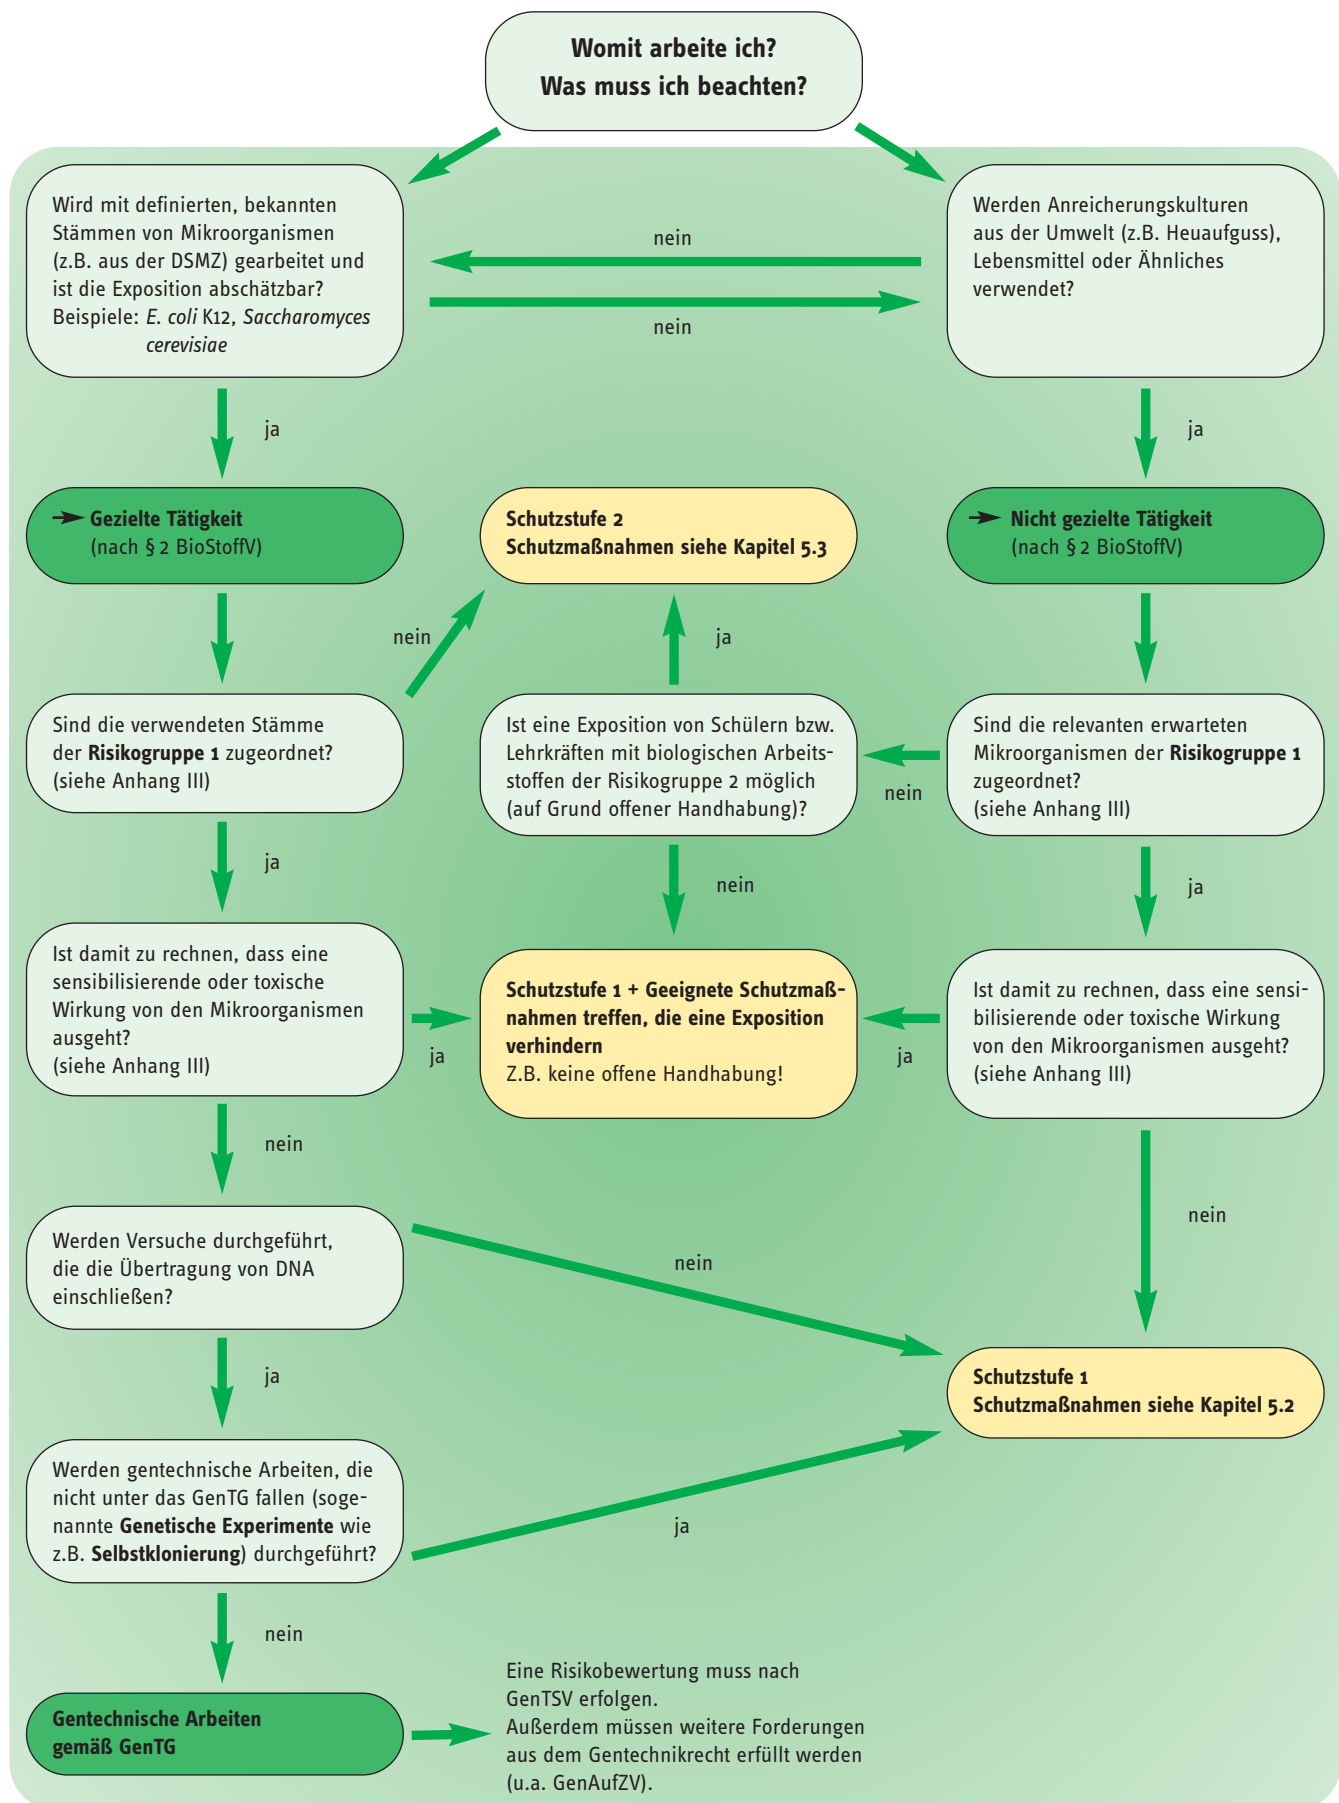 Womit arbeite ich?
Was muss ich beachten?
Wird mit definierten, bekannten
Stämmen von Mikroorganismen
(z.B. aus der DSMZ) gearbeitet und
ist die Exposition abschätzbar?
Beispiele: E. coli K12, Saccharomyces
cerevisiae
nein
nein
Werden Anreicherungskulturen
aus der Umwelt (z.B. Heuaufguss),
Lebensmittel oder Ähnliches
verwendet?
ja
ja
Gezielte Tätigkeit
(nach § 2 BioStoffV)
Schutzstufe 2
Schutzmaßnahmen siehe Kapitel 5.3
Nicht gezielte Tätigkeit
(nach § 2 BioStoffV)
nein
ja
Sind die verwendeten Stämme
der Risikogruppe 1 zugeordnet?
(siehe Anhang III)
Ist eine Exposition von Schülern bzw.
Lehrkräften mit biologischen Arbeits-
stoffen der Risikogruppe 2 möglich
(auf Grund offener Handhabung)?
nein
Sind die relevanten erwarteten
Mikroorganismen der Risikogruppe 1
zugeordnet?
(siehe Anhang III)
ja
nein
ja
Ist damit zu rechnen, dass eine
sensibilisierende oder toxische
Wirkung von den Mikroorganismen
ausgeht?
(siehe Anhang III)
ja
Schutzstufe 1 + Geeignete Schutzmaß-
nahmen treffen, die eine Exposition
verhindern
Z.B. keine offene Handhabung!
ja
Ist damit zu rechnen, dass eine sensi-
bilisierende oder toxische Wirkung
von den Mikroorganismen ausgeht?
(siehe Anhang III)
nein
nein
Werden Versuche durchgeführt,
die die Übertragung von DNA
einschließen?
nein
ja
Schutzstufe 1
Schutzmaßnahmen siehe Kapitel 5.2
Werden gentechnische Arbeiten, die
nicht unter das GenTG fallen (soge-
nannte Genetische Experimente wie
z.B. Selbstklonierung) durchgeführt?
ja
nein
Gentechnische Arbeiten
gemäß GenTG
Eine Risikobewertung muss nach
GenTSV erfolgen.
Außerdem müssen weitere Forderungen
aus dem Gentechnikrecht erfüllt werden
(u.a. GenAufZV).